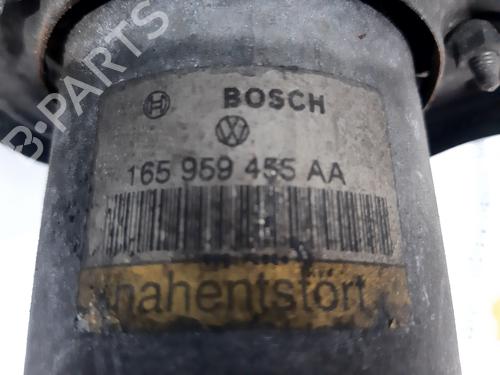 B-PARTS
BOSCH
165 959 455 AA
nahentstört